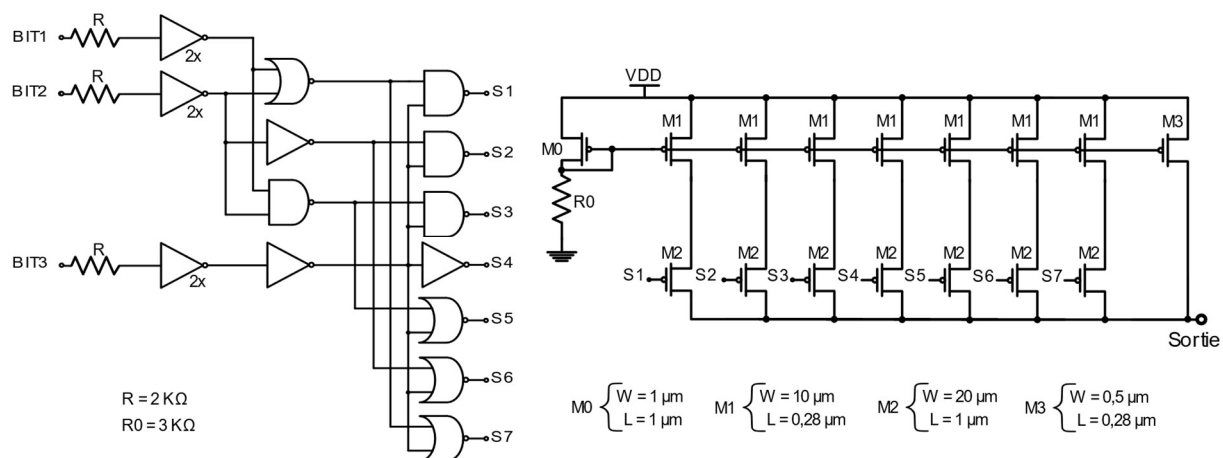 BIT1
R
2x
BIT2
R
2x
BIT3
R
2x
S1
S2
S3
S4
S5
S6
S7
R = 2 KΩ
R0 = 3 KΩ
VDD
M0
M1
M1
M1
M1
M1
M1
M1
M3
R0
M2
M2
M2
M2
M2
M2
M2
S1
S2
S3
S4
S5
S6
S7
Sortie
M0 { W = 1 µm
L = 1 µm
M1 { W = 10 µm
L = 0,28 µm
M2 { W = 20 µm
L = 1 µm
M3 { W = 0,5 µm
L = 0,28 µm